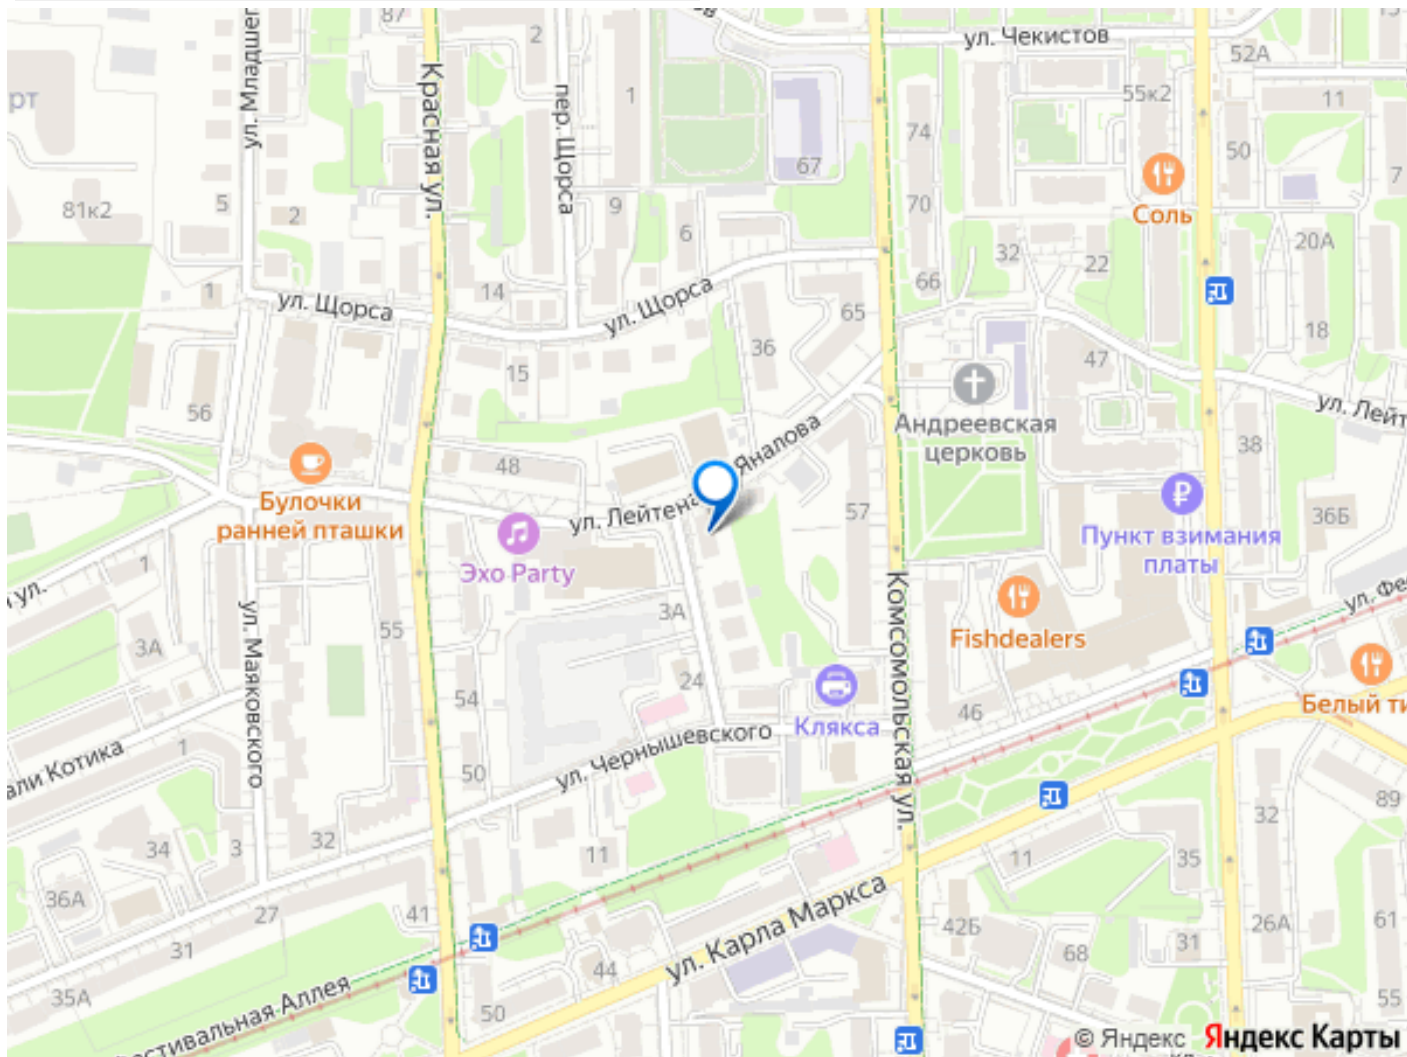 87
2
ул. Чекистов
52А
ул. Младшег
Красная ул.
пер. Щорса
1
55к2
11
рт
74
67
50
7
81к2
5
2
9
6
70
Соль
32
22
20А
66
1
14
ул. Щорса
ул. Щорса
65
18
36
47
15
56
Андреевская
церковь
ул. Лейт
38
Яналова
48
Булочки
ранней пташки
ул. Лейтена
57
36Б
Эхо Party
Пункт взимания
платы
1
ул.
ул. Маяковского
3А
55
3А
Комсомольская ул.
Fishdealers
ул. Фе
54
24
Клякса
46
Белый ти
ул. Чернышевского
али Котика
1
50
89
32
32
34
3
11
11
35
36А
27
41
ул. Карла Маркса
42Б
26А
61
31
68
31
44
35А
50
55
естивальная Аллея
© Яндекс Яндекс Карты